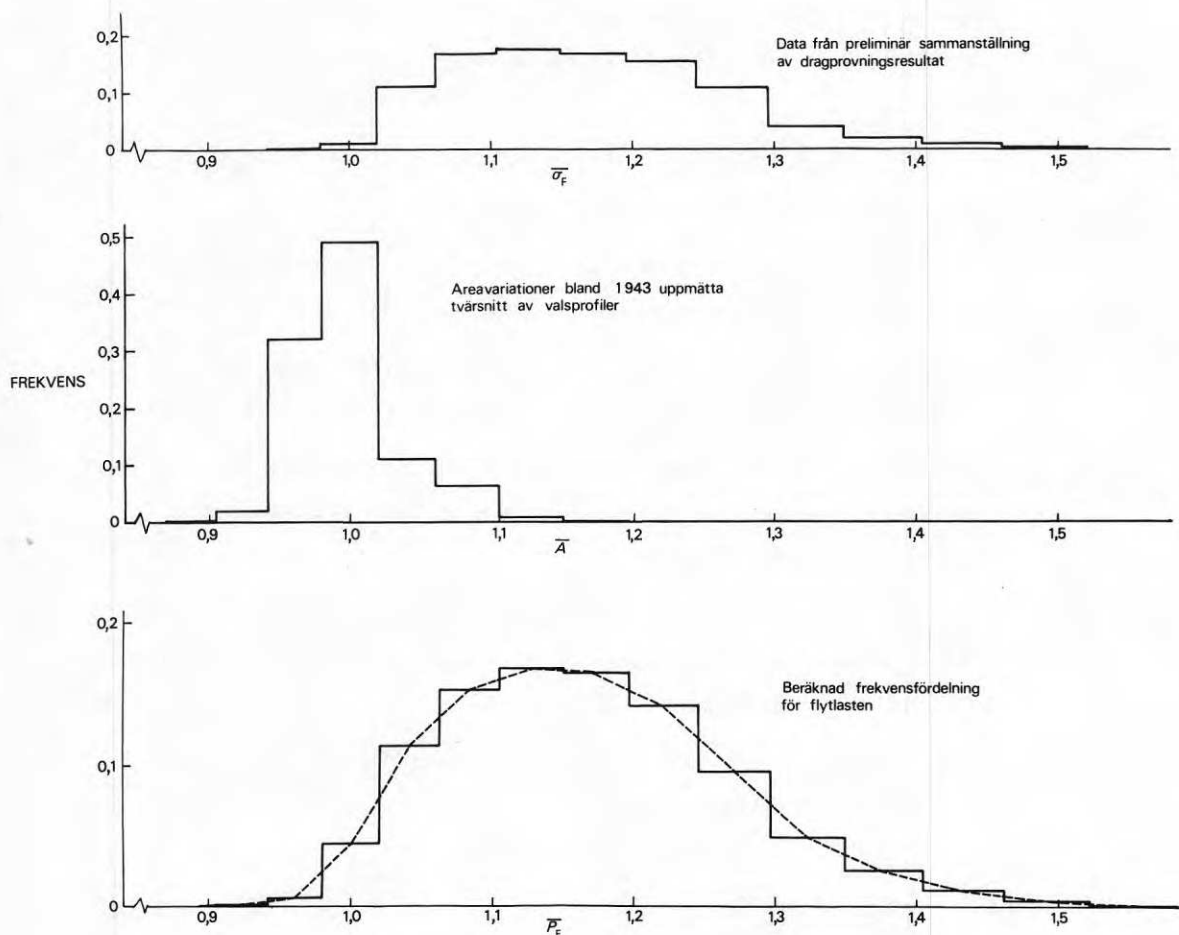 0,2
Data från preliminär sammanställning
av dragprovningsresultat
0,1
0
0,9 1,0 1,1 1,2 1,3 1,4 1,5
σF
0,5
Areavariationer bland 1943 uppmätta
tvärsnitt av valsprofiler
0,4
0,3
FREKVENS
0,2
0,1
0
0,9 1,0 1,1 1,2 1,3 1,4 1,5
A
0,2
Beräknad frekvensfördelning
för flytlasten
0,1
0
0,9 1,0 1,1 1,2 1,3 1,4 1,5
PF